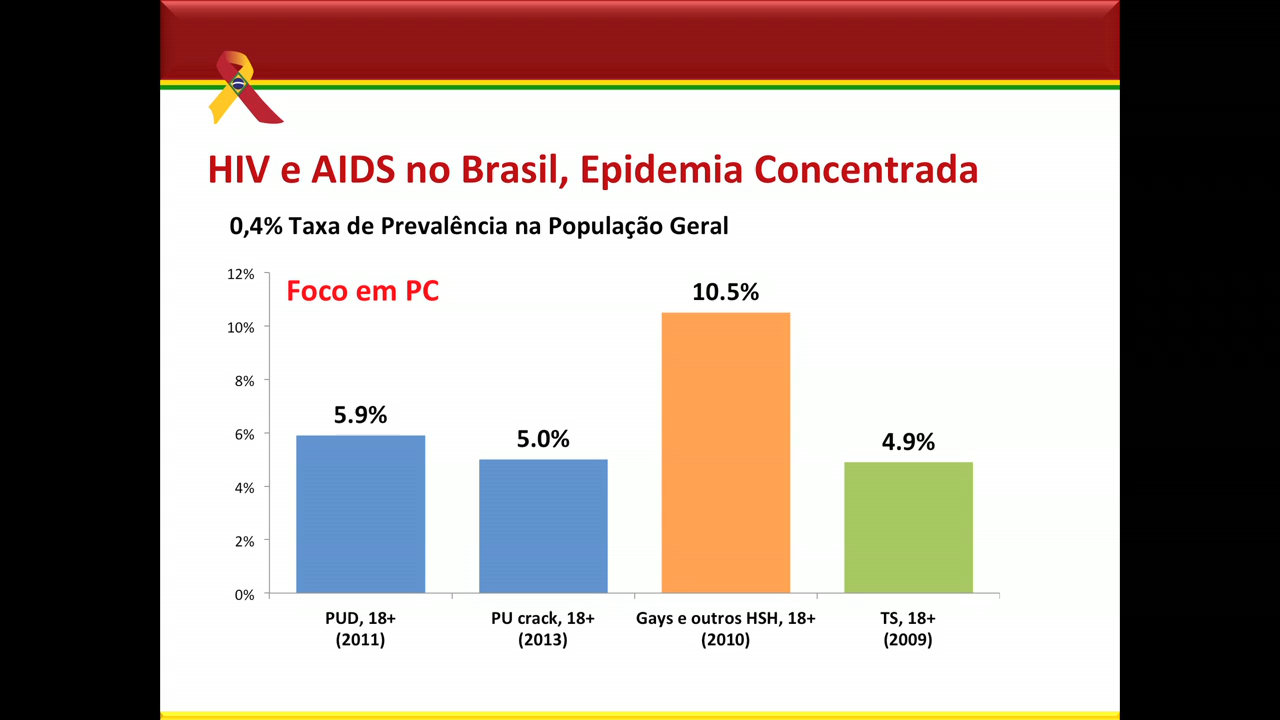 HIV e AIDS no Brasil, Epidemia Concentrada
0,4% Taxa de Prevalência na População Geral
Foco em PC
12%
10%
8%
6%
4%
2%
0%
5.9%
5.0%
10.5%
4.9%
PUD, 18+
(2011)
PU crack, 18+
(2013)
Gays e outros HSH, 18+
(2010)
TS, 18+
(2009)